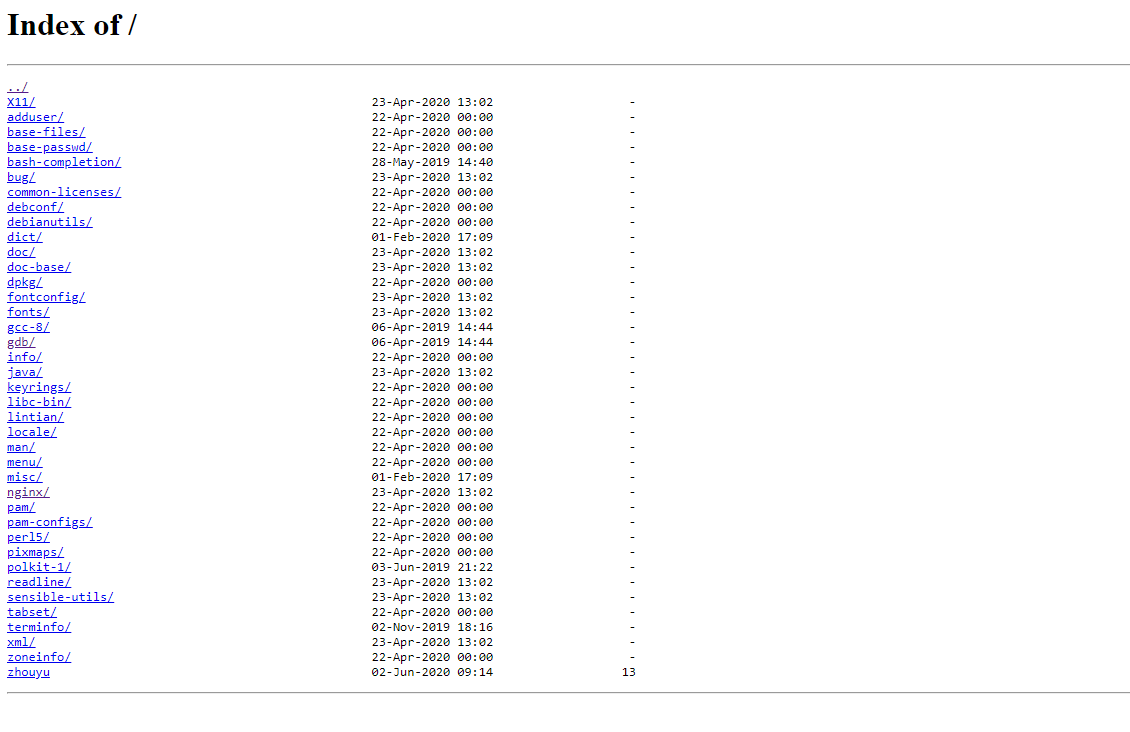 Index of /
../
X11/ 23-Apr-2020 13:02 -
adduser/ 22-Apr-2020 00:00 -
base-files/ 22-Apr-2020 00:00 -
base-passwd/ 22-Apr-2020 00:00 -
bash-completion/ 28-May-2019 14:40 -
bug/ 23-Apr-2020 13:02 -
common-licenses/ 22-Apr-2020 00:00 -
debconf/ 22-Apr-2020 00:00 -
debianutils/ 22-Apr-2020 00:00 -
dict/ 01-Feb-2020 17:09 -
doc/ 23-Apr-2020 13:02 -
doc-base/ 23-Apr-2020 13:02 -
dpkg/ 22-Apr-2020 00:00 -
fontconfig/ 23-Apr-2020 13:02 -
fonts/ 23-Apr-2020 13:02 -
gcc-8/ 06-Apr-2019 14:44 -
gdb/ 06-Apr-2019 14:44 -
info/ 22-Apr-2020 00:00 -
java/ 23-Apr-2020 13:02 -
keyrings/ 22-Apr-2020 00:00 -
libc-bin/ 22-Apr-2020 00:00 -
lintian/ 22-Apr-2020 00:00 -
locale/ 22-Apr-2020 00:00 -
man/ 22-Apr-2020 00:00 -
menu/ 22-Apr-2020 00:00 -
misc/ 01-Feb-2020 17:09 -
nginx/ 23-Apr-2020 13:02 -
pam/ 22-Apr-2020 00:00 -
pam-configs/ 22-Apr-2020 00:00 -
perl5/ 22-Apr-2020 00:00 -
pixmaps/ 22-Apr-2020 00:00 -
polkit-1/ 03-Jun-2019 21:22 -
readline/ 23-Apr-2020 13:02 -
sensible-utils/ 23-Apr-2020 13:02 -
tabset/ 22-Apr-2020 00:00 -
terminfo/ 02-Nov-2019 18:16 -
xml/ 23-Apr-2020 13:02 -
zoneinfo/ 22-Apr-2020 00:00 -
zhouyu 02-Jun-2020 09:14 13